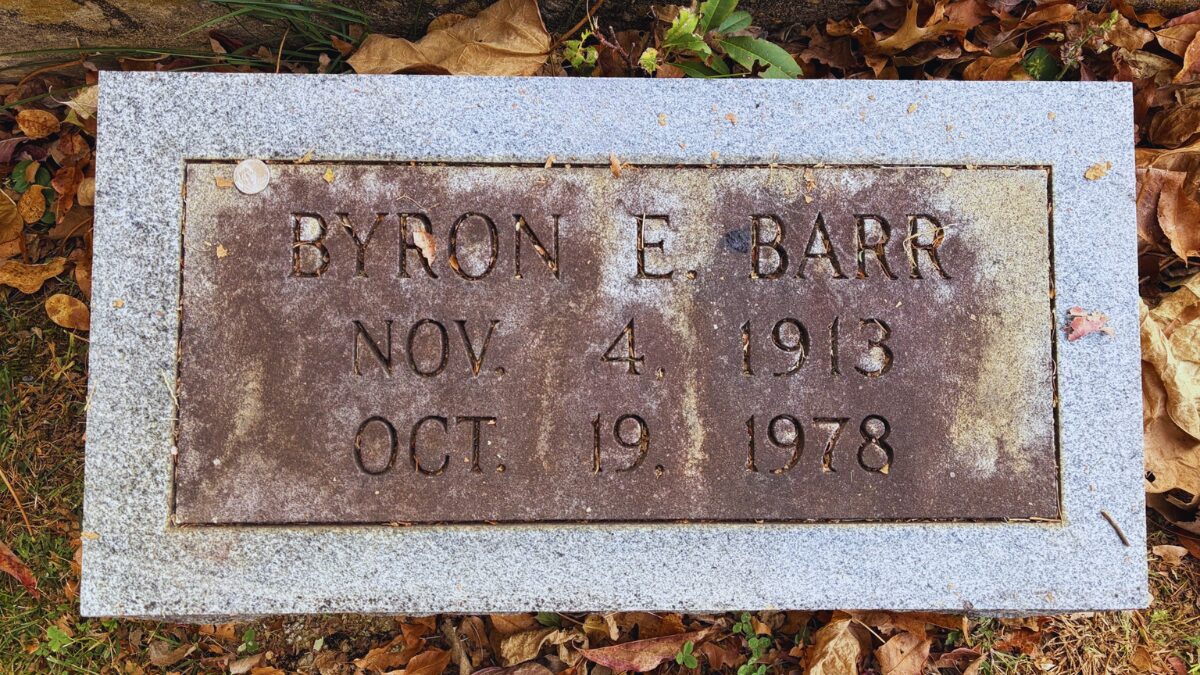 BYRON E. BARR
NOV. 4, 1913
OCT. 19. 1978